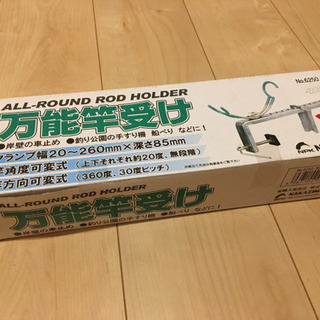 ALL-ROUND ROD HOLDER
No.6250
万能竿受け
●岸壁の車止め ●釣り公園の手すり柵 船べり などに!
クランプ幅20〜260mm×深さ85mm
竿角度可変式(上下それぞれ約20度、無段階)
方向可変式(360度、30度ピッチ)
NPK
ALL-ROUND ROD HOLDER
万能竿受け